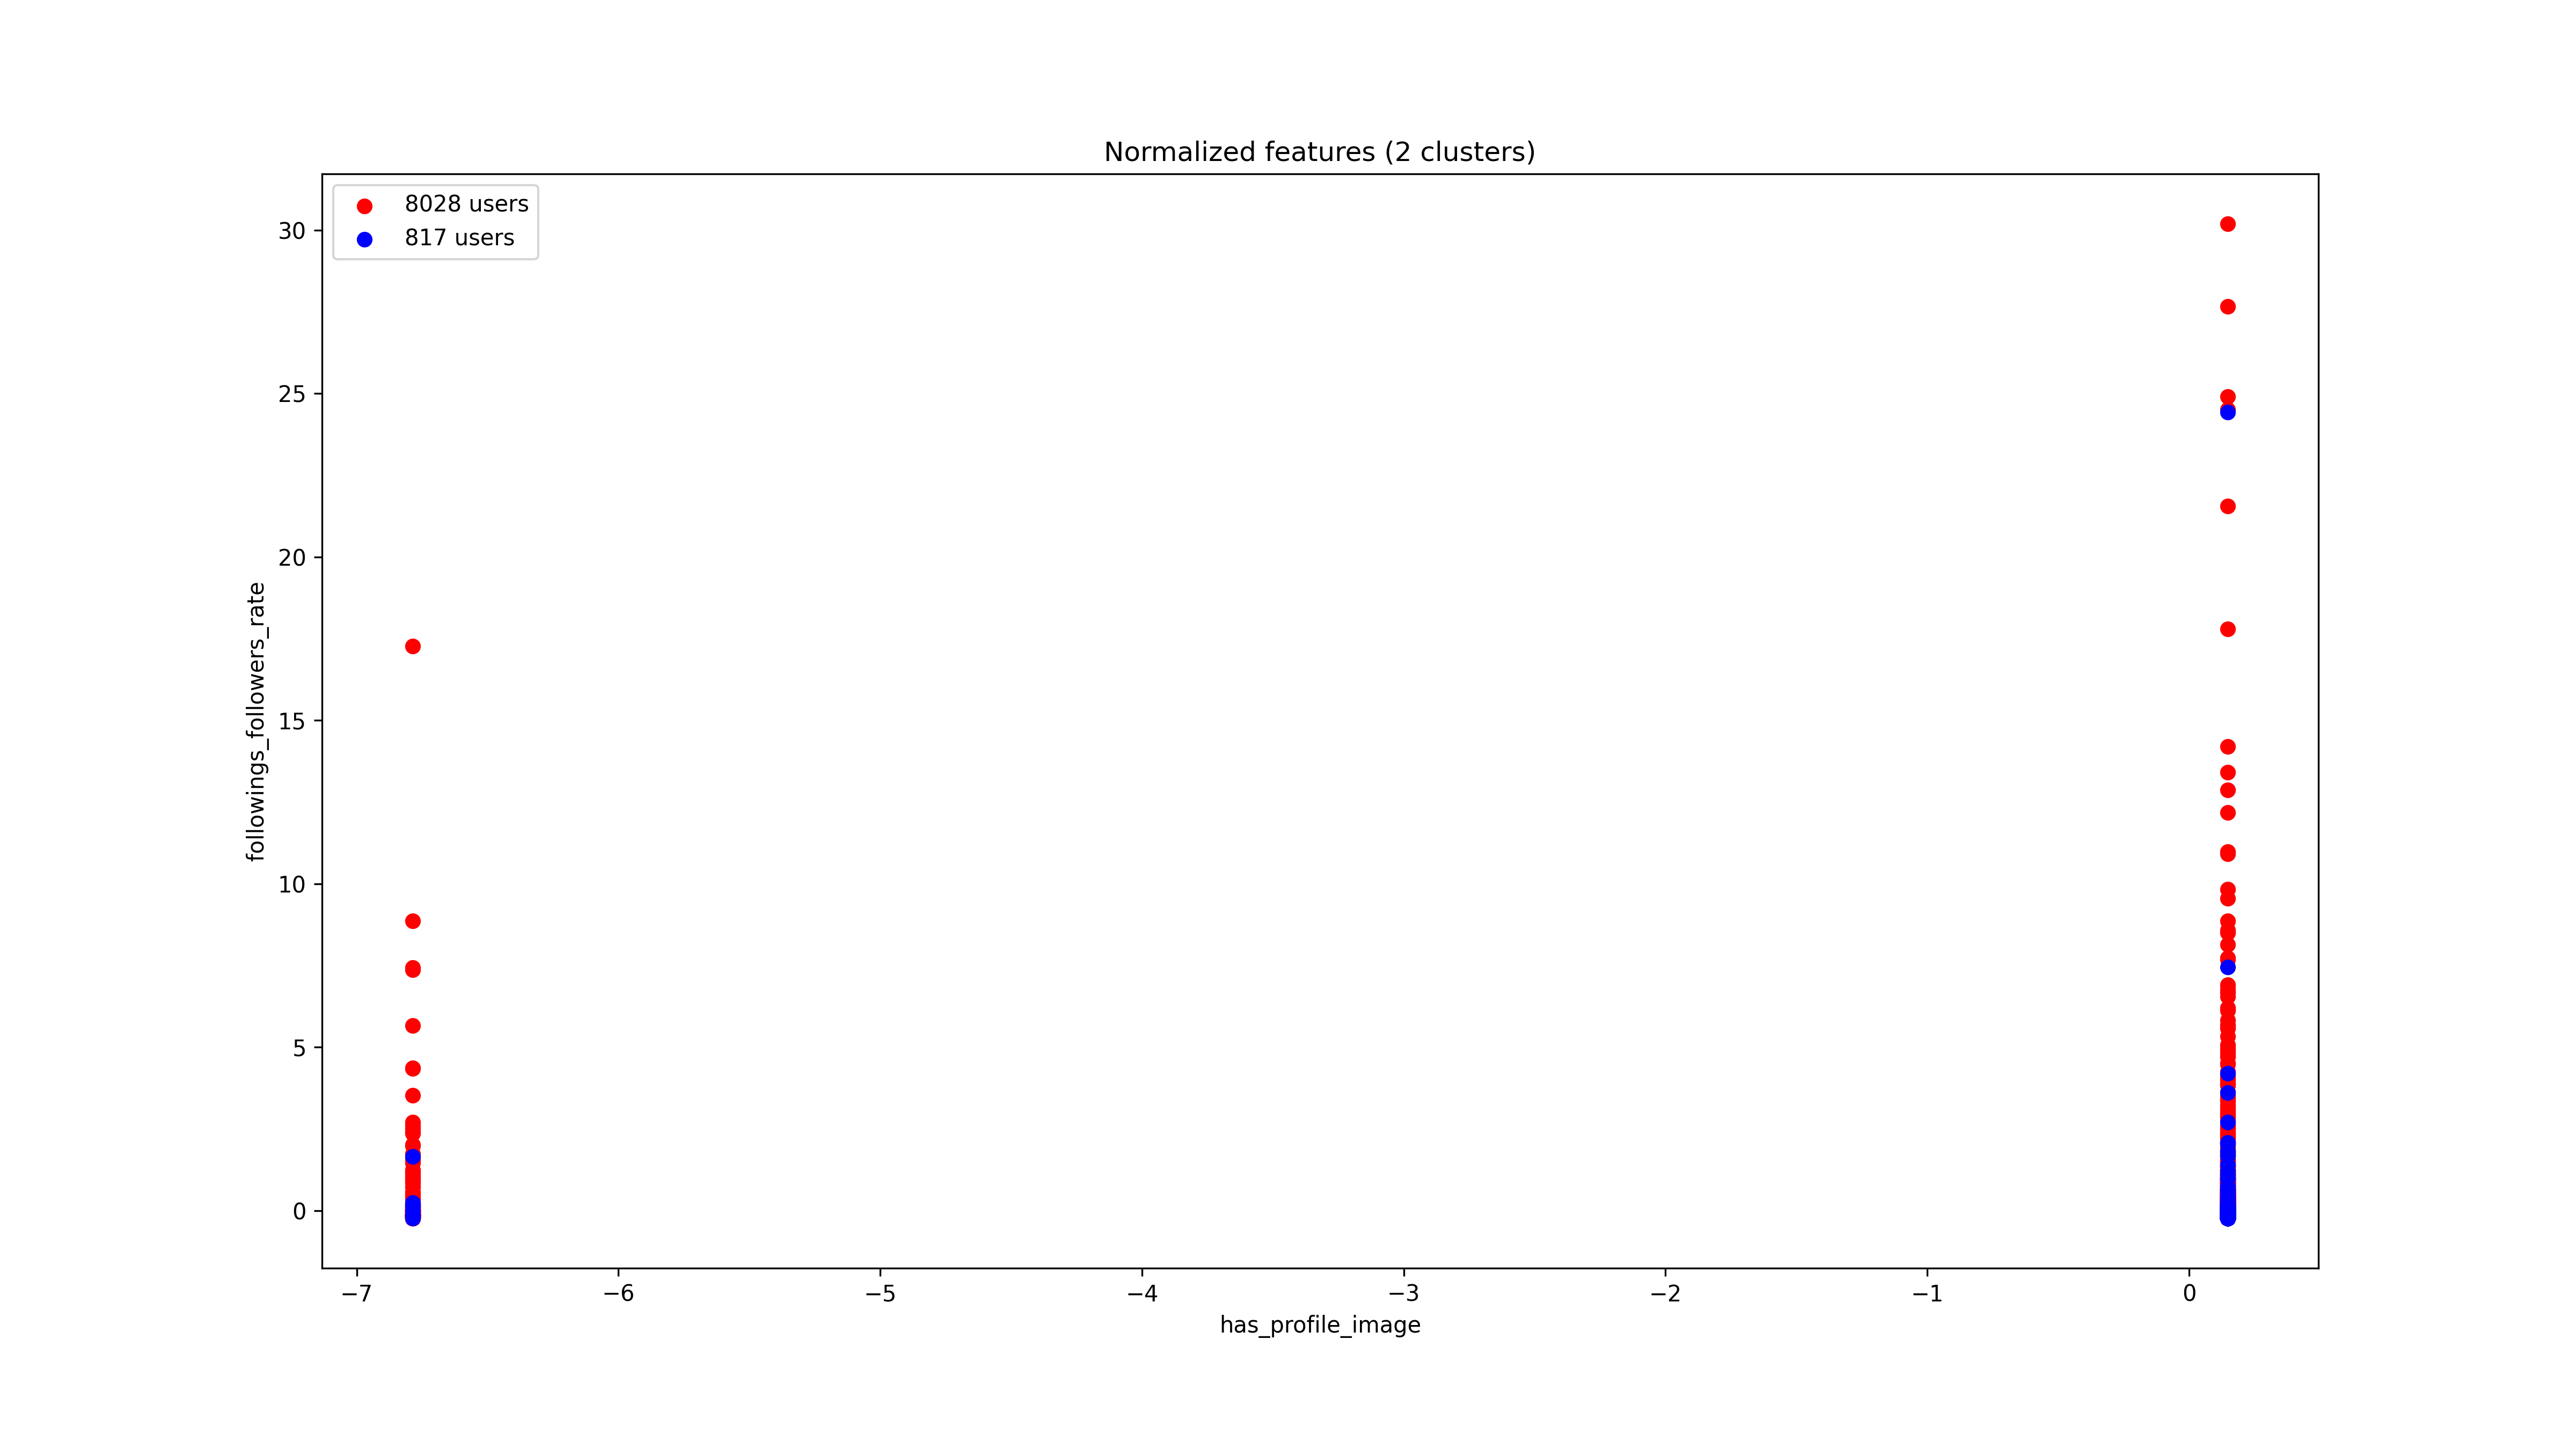 Normalized features (2 clusters)
8028 users
817 users
followings_followers_rate
30
25
20
15
10
5
0
−7 −6 −5 −4 −3 −2 −1 0
has_profile_image